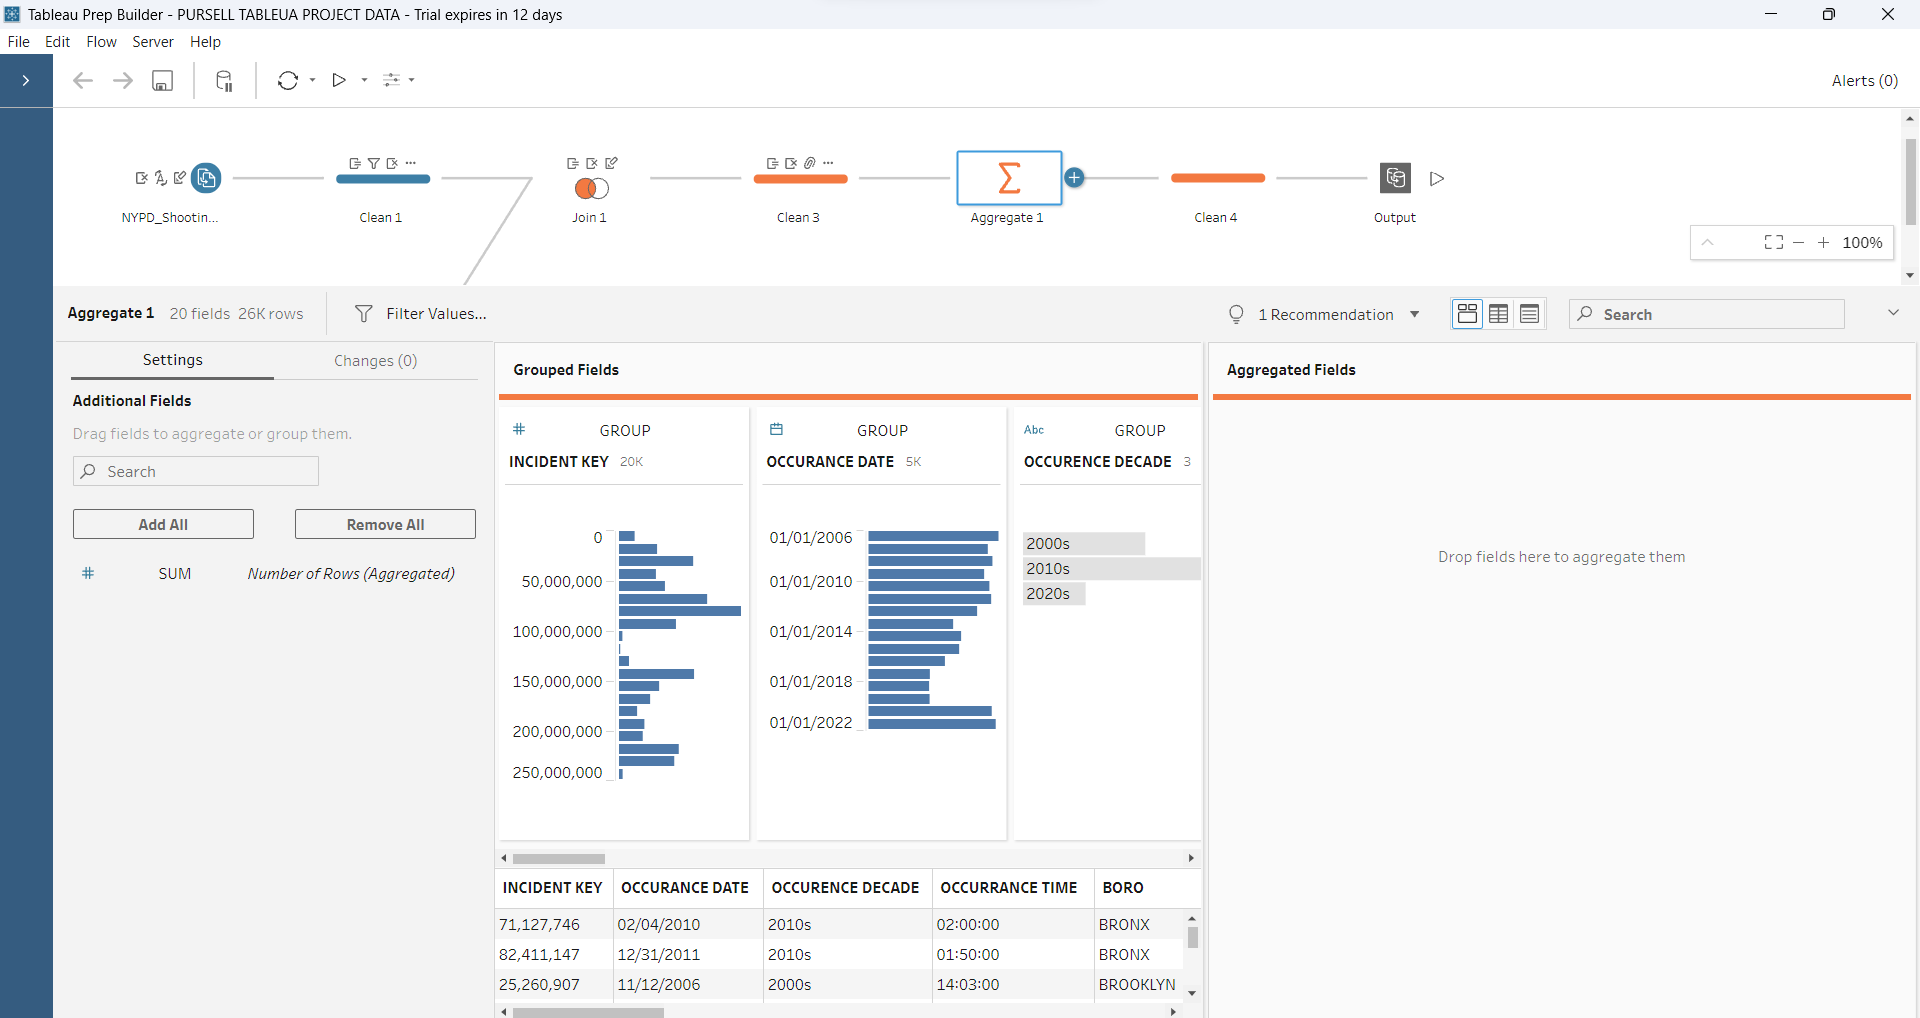 Tableau Prep Builder - PURSELL TABLEUA PROJECT DATA - Trial expires in 12 days
File Edit Flow Server Help
Alerts (0)
NYPD_Shootin... Clean 1 Join 1 Clean 3 Aggregate 1 Clean 4 Output
100%
Aggregate 1 20 fields 26K rows Filter Values... 1 Recommendation Search
Settings Changes (0)
Additional Fields
Drag fields to aggregate or group them.
Search
Add All Remove All
# SUM Number of Rows (Aggregated)
Grouped Fields
# GROUP
INCIDENT KEY 20K
0
50,000,000
100,000,000
150,000,000
200,000,000
250,000,000
GROUP
OCCURANCE DATE 5K
01/01/2006
01/01/2010
01/01/2014
01/01/2018
01/01/2022
Abc GROUP
OCCURENCE DECADE 3
2000s
2010s
2020s
INCIDENT KEY OCCURANCE DATE OCCURENCE DECADE OCCURRANCE TIME BORO
71,127,746 02/04/2010 2010s 02:00:00 BRONX
82,411,147 12/31/2011 2010s 01:50:00 BRONX
25,260,907 11/12/2006 2000s 14:03:00 BROOKLYN
Aggregated Fields
Drop fields here to aggregate them